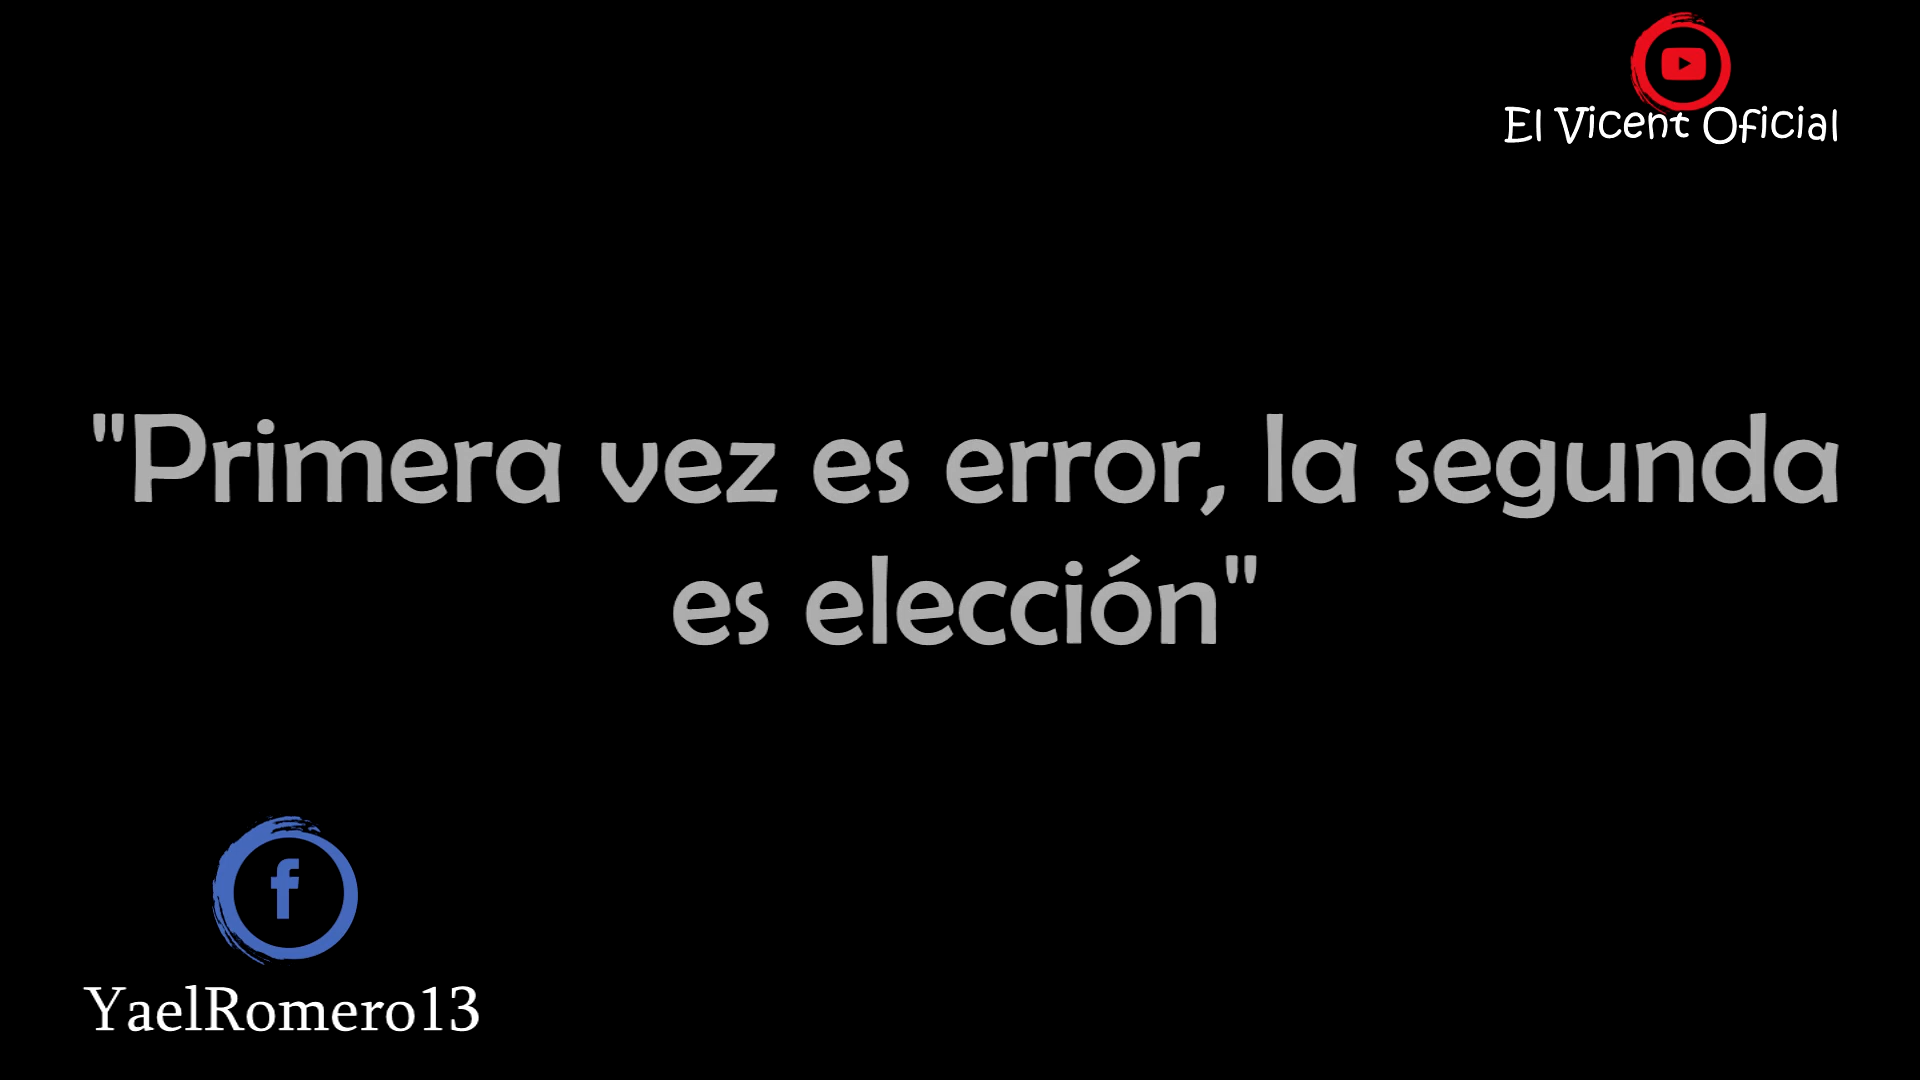 El Vicent Oficial
"Primera vez es error, la segunda
es elección"
f
YaelRomero13